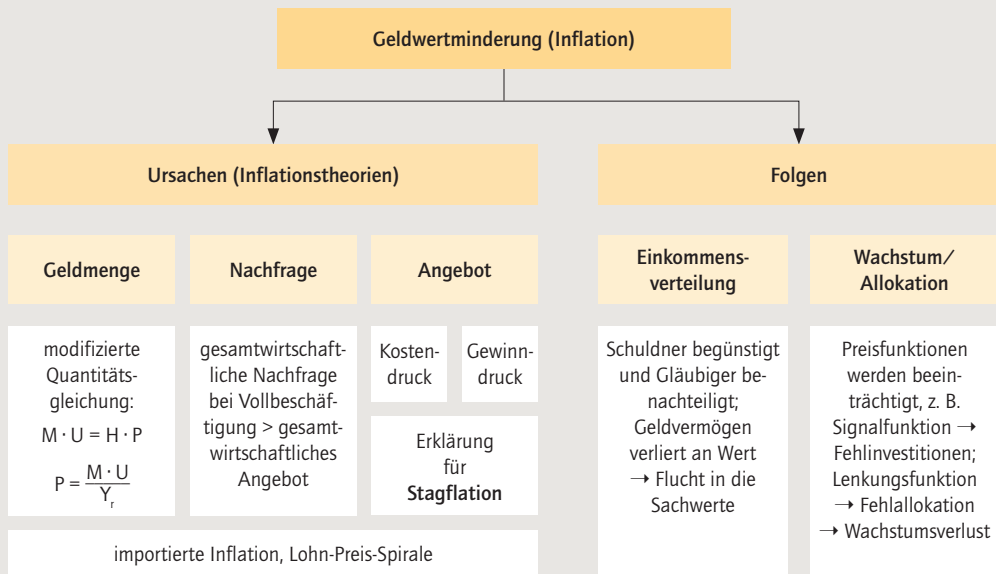 Geldwertminderung (Inflation)
Ursachen (Inflationstheorien)
Geldmenge
modifizierte
Quantitäts-
gleichung:
M · U = H · P
P = M · U / Yr
Nachfrage
gesamtwirtschaft-
liche Nachfrage
bei Vollbeschäf-
tigung > gesamt-
wirtschaftliches
Angebot
Angebot
Kosten-
druck
Gewinn-
druck
Erklärung
für
Stagflation
importierte Inflation, Lohn-Preis-Spirale
Folgen
Einkommens-
verteilung
Schuldner begünstigt
und Gläubiger be-
nachteiligt;
Geldvermögen
verliert an Wert
→ Flucht in die
Sachwerte
Wachstum/
Allokation
Preisfunktionen
werden beein-
trächtigt, z. B.
Signalfunktion →
Fehlinvestitionen;
Lenkungsfunktion
→ Fehlallokation
→ Wachstumsverlust